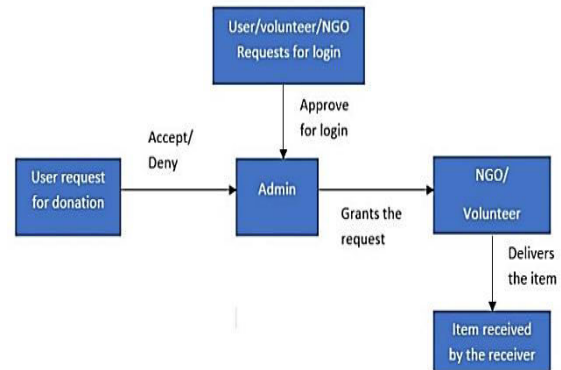 User/volunteer/NGO
Requests for login
Approve
for login
Accept/
Deny
User request
for donation
Admin
Grants the
request
NGO/
Volunteer
Delivers
the item
Item received
by the receiver